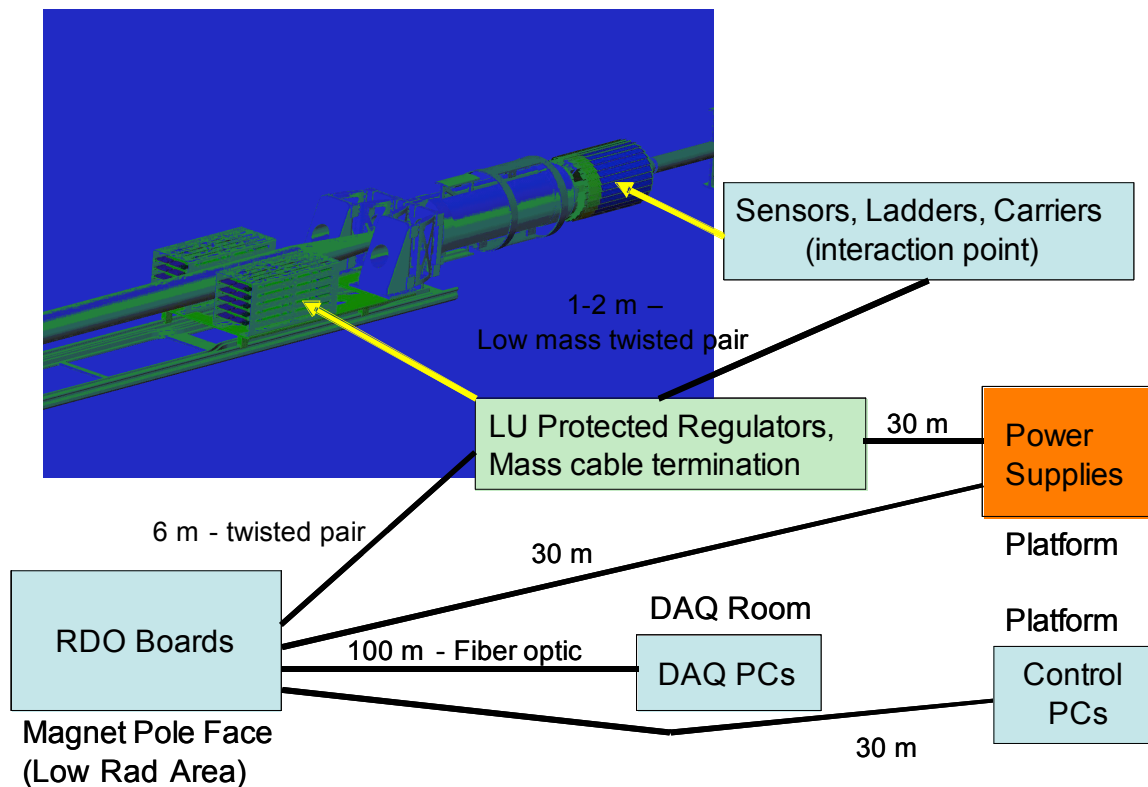 Sensors, Ladders, Carriers
(interaction point)
1-2 m –
Low mass twisted pair
LU Protected Regulators,
Mass cable termination
30 m
Power
Supplies
Platform
6 m - twisted pair
30 m
RDO Boards
Magnet Pole Face
(Low Rad Area)
100 m - Fiber optic
DAQ Room
DAQ PCs
Platform
Control
PCs
30 m